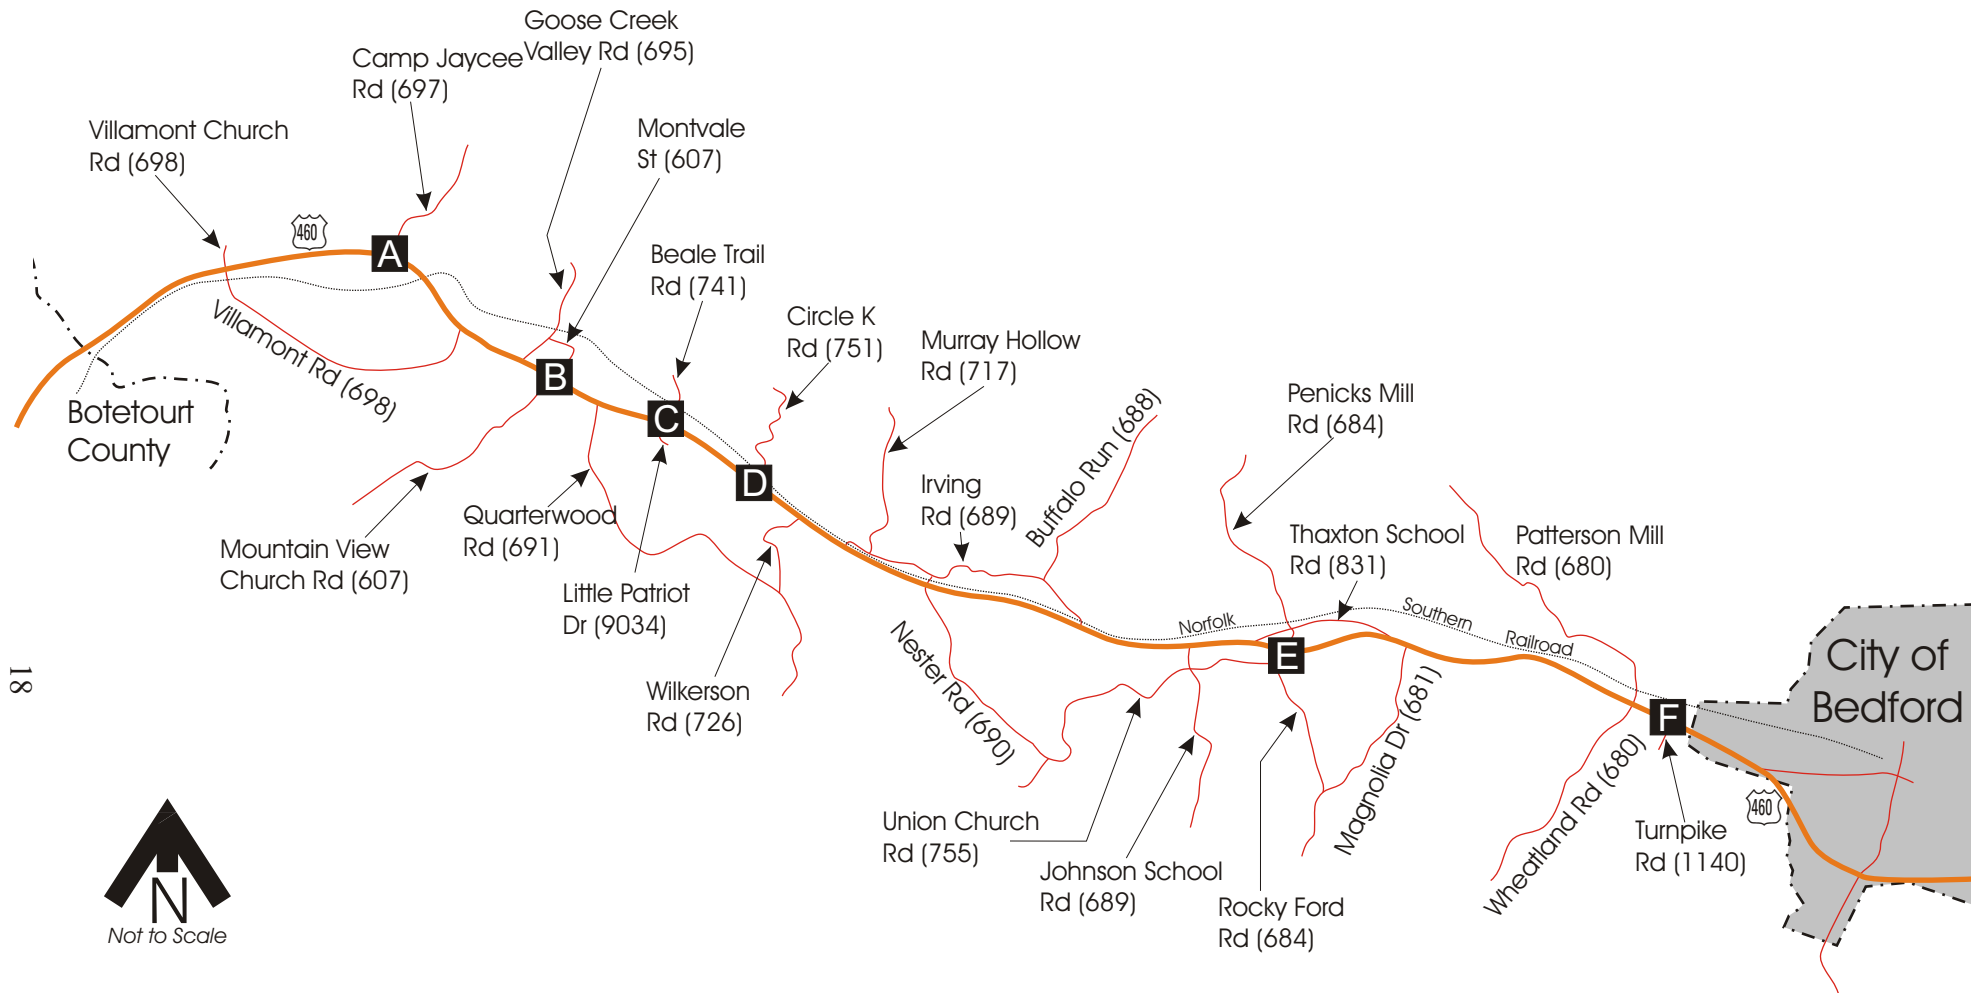 Goose Creek
Valley Rd (695)
Camp Jaycee
Rd (697)
Villamont Church
Rd (698)
Montvale
St (607)
460
A
Beale Trail
Rd (741)
Circle K
Rd (751)
Murray Hollow
Rd (717)
Villamont Rd (698)
B
Botetourt
County
C
Penicks Mill
Rd (684)
Buffalo Run (688)
D
Irving
Rd (689)
Quarterwood
Rd (691)
Mountain View
Church Rd (607)
Thaxton School
Rd (831)
Patterson Mill
Rd (680)
Little Patriot
Dr (9034)
Norfolk
Southern
Railroad
E
City of
Bedford
Nester Rd (690)
Wilkerson
Rd (726)
18
Magnolia Dr (681)
F
Wheatland Rd (680)
460
Union Church
Rd (755)
Turnpike
Rd (1140)
Johnson School
Rd (689)
Rocky Ford
Rd (684)
N
Not to Scale